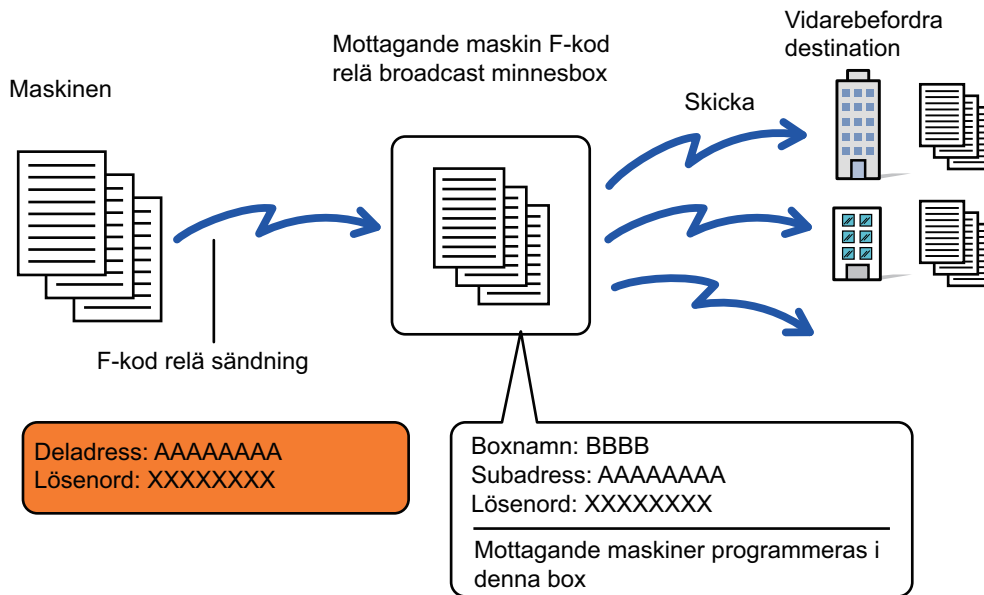 Maskinen
Mottagande maskin F-kod
relä broadcast minnesbox
Vidarebefordra
destination
Skicka
F-kod relä sändning
Deladress: AAAAAAAA
Lösenord: XXXXXXXX
Boxnamn: BBBB
Subadress: AAAAAAAA
Lösenord: XXXXXXXX
Mottagande maskiner programmeras i
denna box